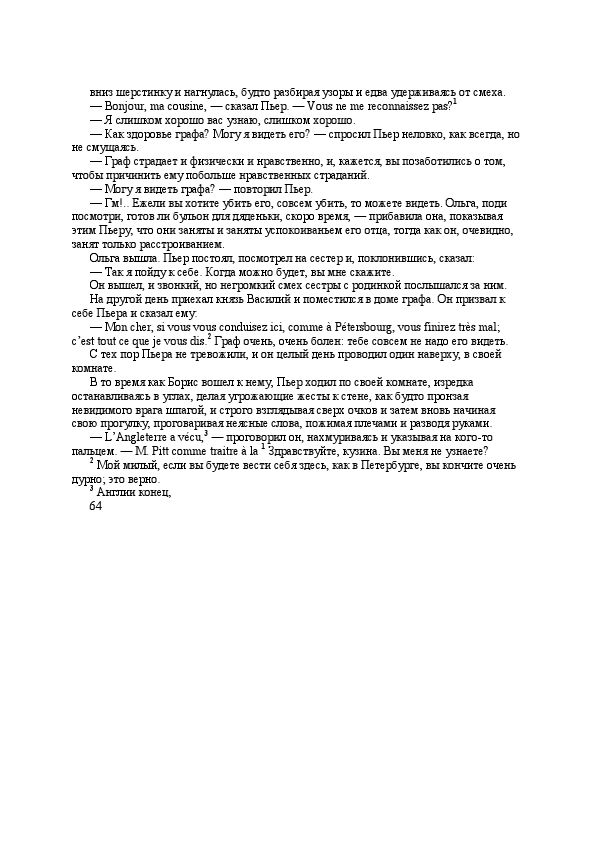 вниз шерстинку и нагнулась, будто разбирая узоры и едва удерживаясь от смеха.
— Bonjour, ma cousine, — сказал Пьер. — Vous ne me reconnaissez pas?1
— Я слишком хорошо вас узнаю, слишком хорошо.
— Как здоровье графа? Могу я видеть его? — спросил Пьер неловко, как всегда, но
не смущаясь.
— Граф страдает и физически и нравственно, и, кажется, вы позаботились о том,
чтобы причинить ему побольше нравственных страданий.
— Могу я видеть графа? — повторил Пьер.
— Гм!.. Ежели вы хотите убить его, совсем убить, то можете видеть. Ольга, поди
посмотри, готов ли бульон для дяденьки, скоро время, — прибавила она, показывая
этим Пьеру, что они заняты и заняты успокоиваньем его отца, тогда как он, очевидно,
занят только расстроиванием.
Ольга вышла. Пьер постоял, посмотрел на сестер и, поклонившись, сказал:
— Так я пойду к себе. Когда можно будет, вы мне скажите.
Он вышел, и звонкий, но негромкий смех сестры с родинкой послышался за ним.
На другой день приехал князь Василий и поместился в доме графа. Он призвал к
себе Пьера и сказал ему:
— Mon cher, si vous vous conduisez ici, comme à Pétersbourg, vous finirez très mal;
c’est tout ce que je vous dis.2 Граф очень, очень болен: тебе совсем не надо его видеть.
С тех пор Пьера не тревожили, и он целый день проводил один наверху, в своей
комнате.
В то время как Борис вошел к нему, Пьер ходил по своей комнате, изредка
останавливаясь в углах, делая угрожающие жесты к стене, как будто пронзая
невидимого врага шпагой, и строго взглядывая сверх очков и затем вновь начиная
свою прогулку, проговаривая неясные слова, пожимая плечами и разводя руками.
— L’Angleterre a vécu,3 — проговорил он, нахмуриваясь и указывая на кого-то
пальцем. — M. Pitt comme traitre à la 1 Здравствуйте, кузина. Вы меня не узнаете?
2 Мой милый, если вы будете вести себя здесь, как в Петербурге, вы кончите очень
дурно; это верно.
3 Англии конец,
64